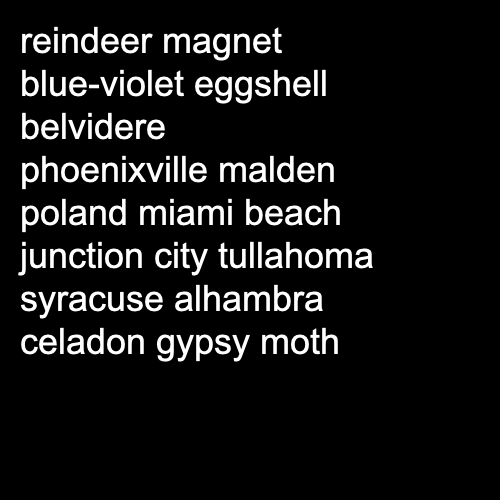 reindeer magnet
blue-violet eggshell
belvidere
phoenixville malden
poland miami beach
junction city tullahoma
syracuse alhambra
celadon gypsy moth